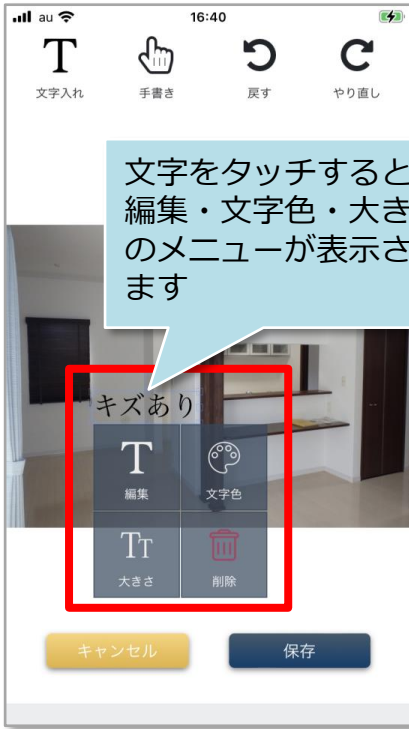 au 16:40
T
文字入れ 手書き 戻す やり直し
文字をタッチすると
編集・文字色・大き
のメニューが表示さ
ます
キズあり
T
編集 文字色
TT
大きさ 削除
キャンセル 保存